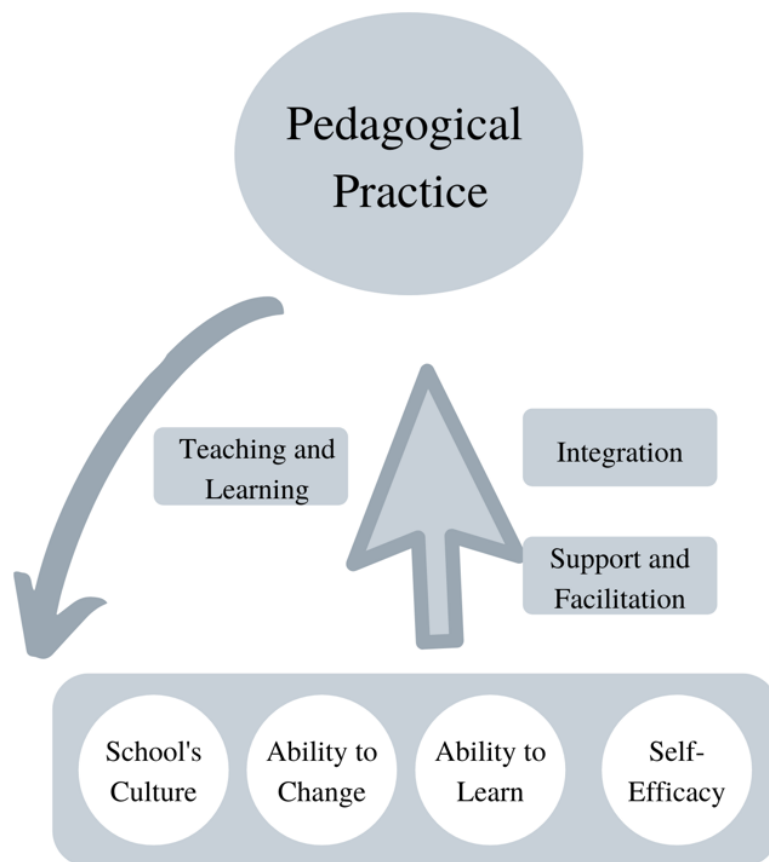 Pedagogical
Practice
Teaching and
Learning
Integration
Support and
Facilitation
School's
Culture
Ability to
Change
Ability to
Learn
Self-
Efficacy